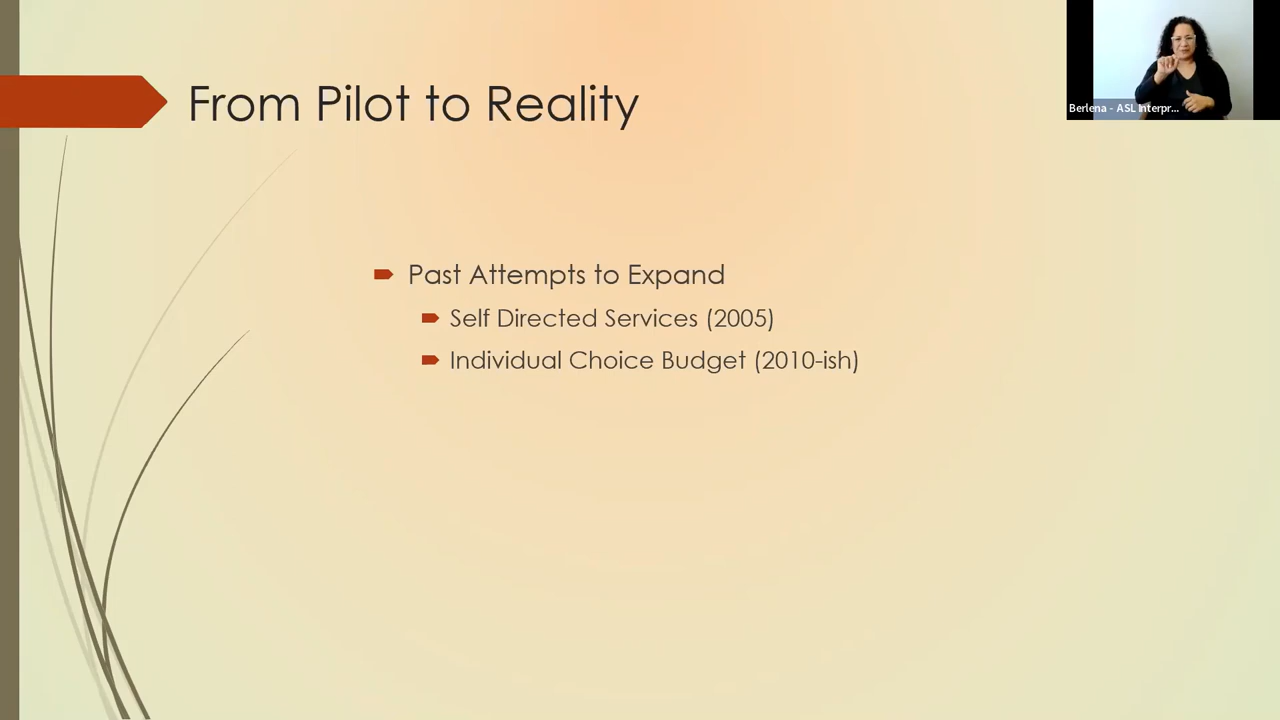 From Pilot to Reality
Past Attempts to Expand
Self Directed Services (2005)
Individual Choice Budget (2010-ish)
Berlena - ASL Interpr...